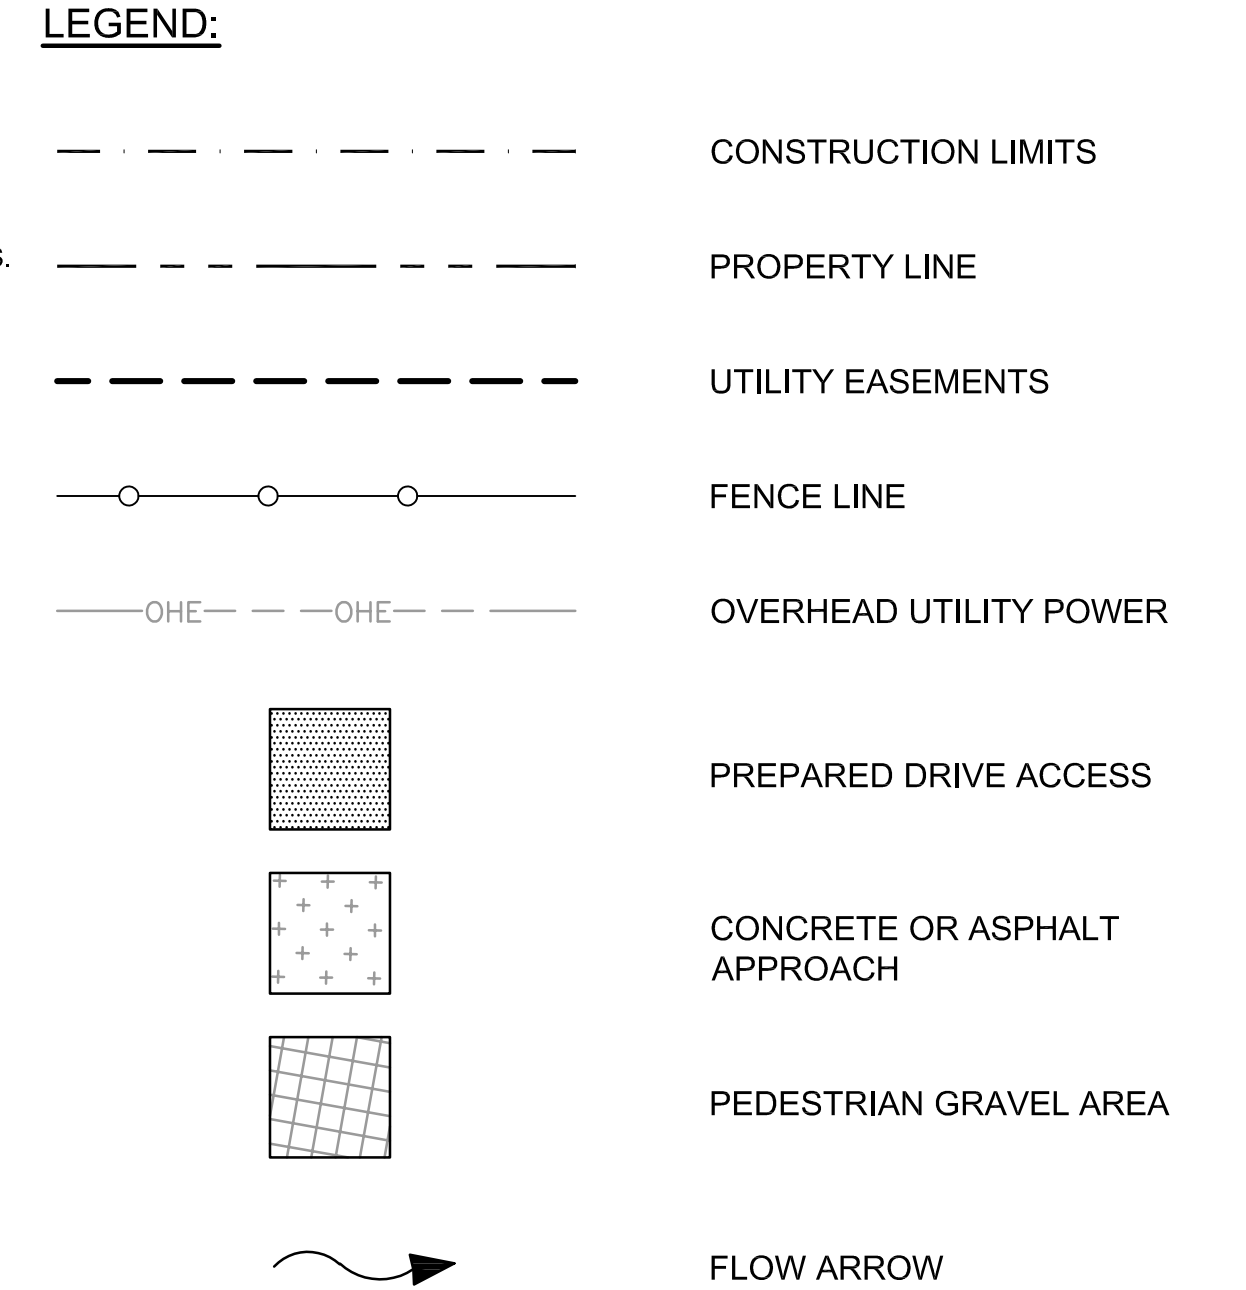 LEGEND:
CONSTRUCTION LIMITS
PROPERTY LINE
UTILITY EASEMENTS
FENCE LINE
OHE OHE OVERHEAD UTILITY POWER
PREPARED DRIVE ACCESS
CONCRETE OR ASPHALT
APPROACH
PEDESTRIAN GRAVEL AREA
FLOW ARROW